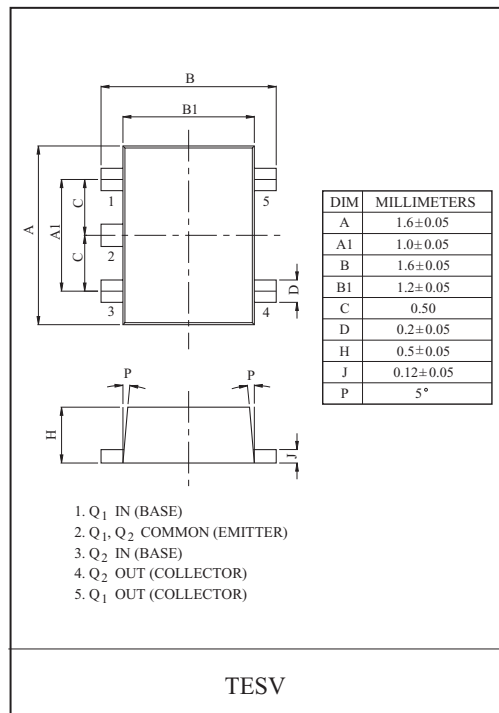 B
B1
A
A1
C
C
D
1
2
3
5
4
P
P
H
J
DIM MILLIMETERS
A 1.6±0.05
A1 1.0±0.05
B 1.6±0.05
B1 1.2±0.05
C 0.50
D 0.2±0.05
H 0.5±0.05
J 0.12±0.05
P 5°
1. Q1 IN (BASE)
2. Q1, Q2 COMMON (EMITTER)
3. Q2 IN (BASE)
4. Q2 OUT (COLLECTOR)
5. Q1 OUT (COLLECTOR)
TESV